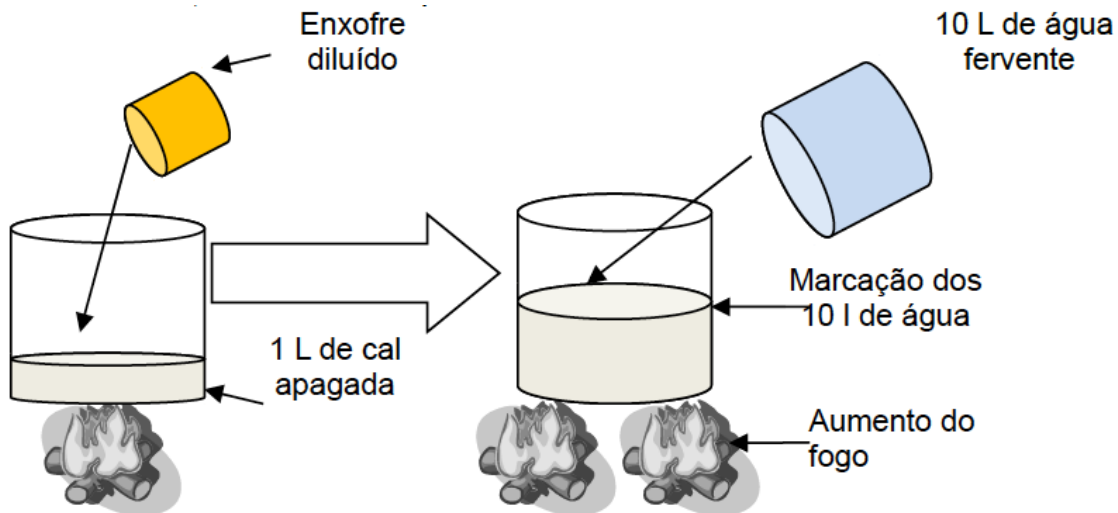 Enxofre
diluído
10 L de água
fervente
1 L de cal
apagada
Marcação dos
10 l de água
Aumento do
fogo